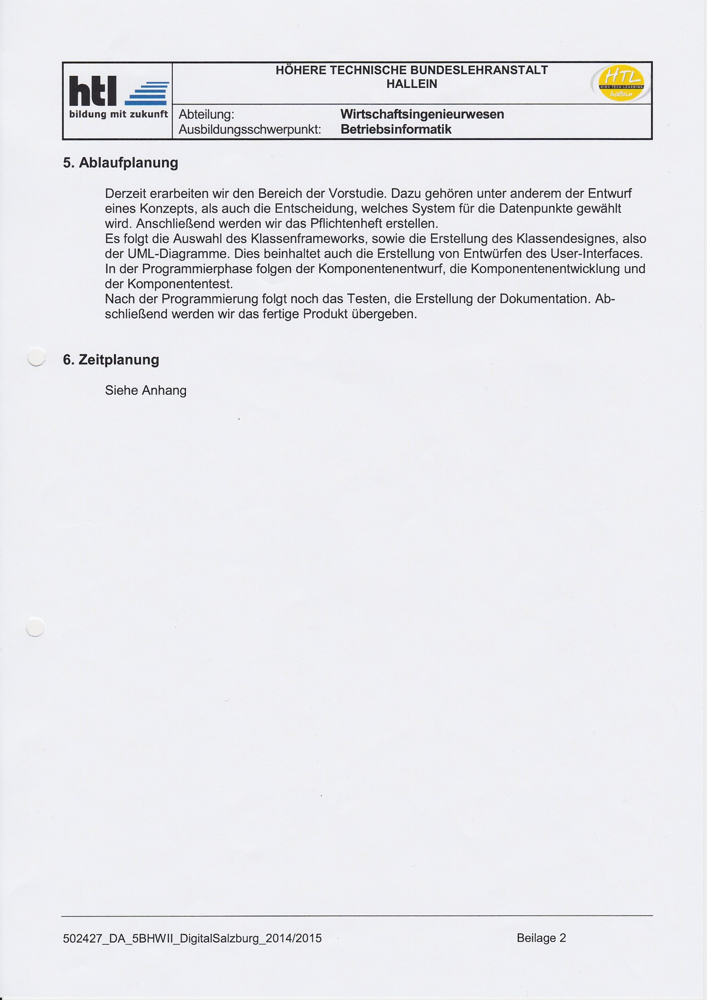 htl
bildung mit zukunft
HÖHERE TECHNISCHE BUNDESLEHRANSTALT
HALLEIN
HTL
HIGH TECH LEARNING
hallein
Abteilung: Wirtschaftsingenieurwesen
Ausbildungsschwerpunkt: Betriebsinformatik
5. Ablaufplanung
Derzeit erarbeiten wir den Bereich der Vorstudie. Dazu gehören unter anderem der Entwurf
eines Konzepts, als auch die Entscheidung, welches System für die Datenpunkte gewählt
wird. Anschließend werden wir das Pflichtenheft erstellen.
Es folgt die Auswahl des Klassenframeworks, sowie die Erstellung des Klassendesignes, also
der UML-Diagramme. Dies beinhaltet auch die Erstellung von Entwürfen des User-Interfaces.
In der Programmierphase folgen der Komponentenentwurf, die Komponentenentwicklung und
der Komponententest.
Nach der Programmierung folgt noch das Testen, die Erstellung der Dokumentation. Ab-
schließend werden wir das fertige Produkt übergeben.
6. Zeitplanung
Siehe Anhang
502427_DA_5BHWII_DigitalSalzburg_2014/2015 Beilage 2